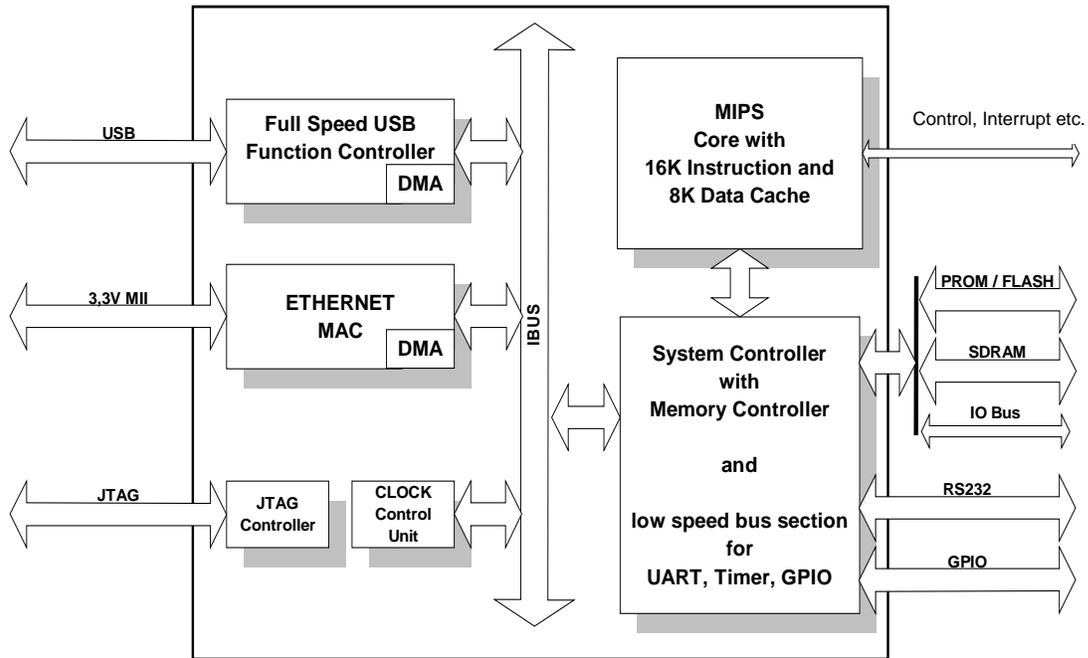 USB
Full Speed USB
Function Controller
DMA
3,3V MII
ETHERNET
MAC
DMA
JTAG
JTAG
Controller
CLOCK
Control
Unit
IBUS
MIPS
Core with
16K Instruction and
8K Data Cache
Control, Interrupt etc.
System Controller
with
Memory Controller
and
low speed bus section
for
UART, Timer, GPIO
PROM / FLASH
SDRAM
IO Bus
RS232
GPIO